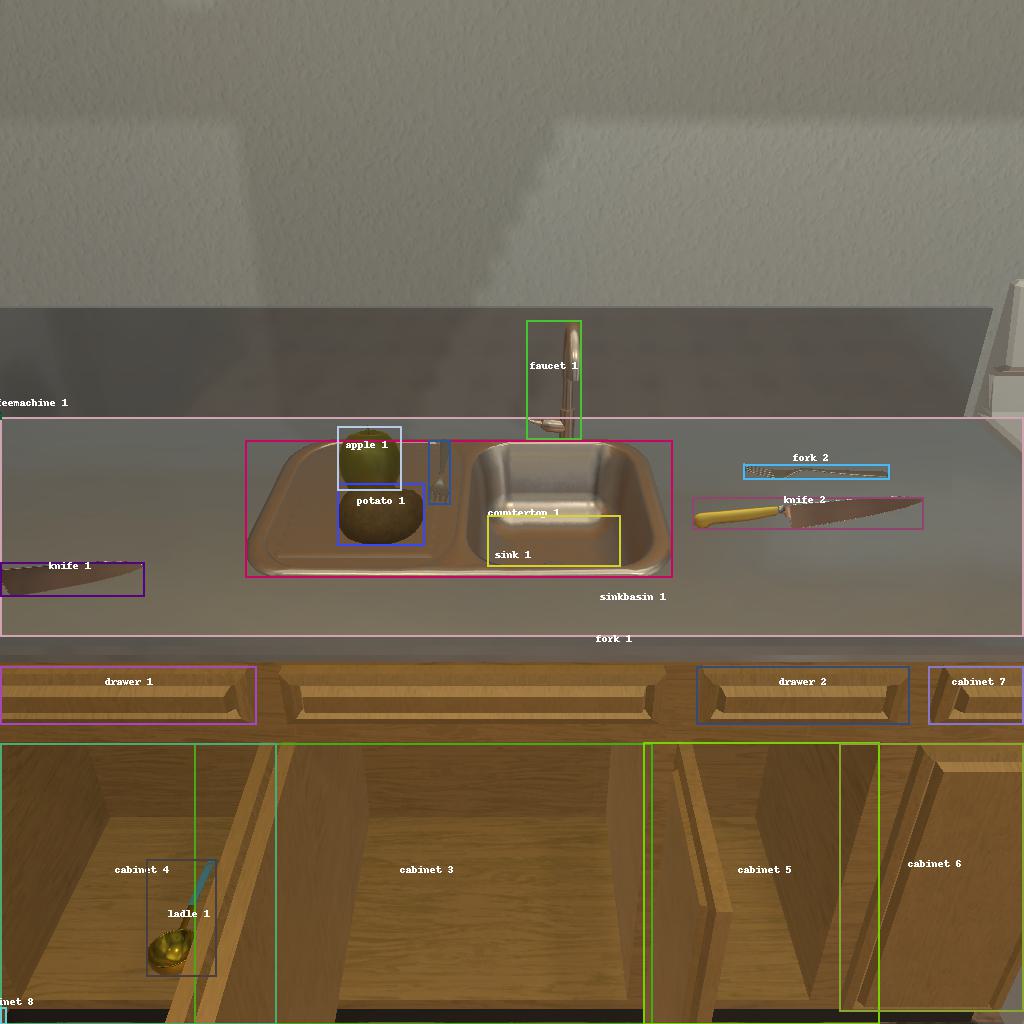 feemachine 1
faucet 1
apple 1
fork 2
potato 1
knife 2
countertop 1
sink 1
knife 1
sinkbasin 1
fork 1
drawer 1
drawer 2
cabinet 7
cabinet 4
cabinet 3
cabinet 5
cabinet 6
ladle 1
inet 8